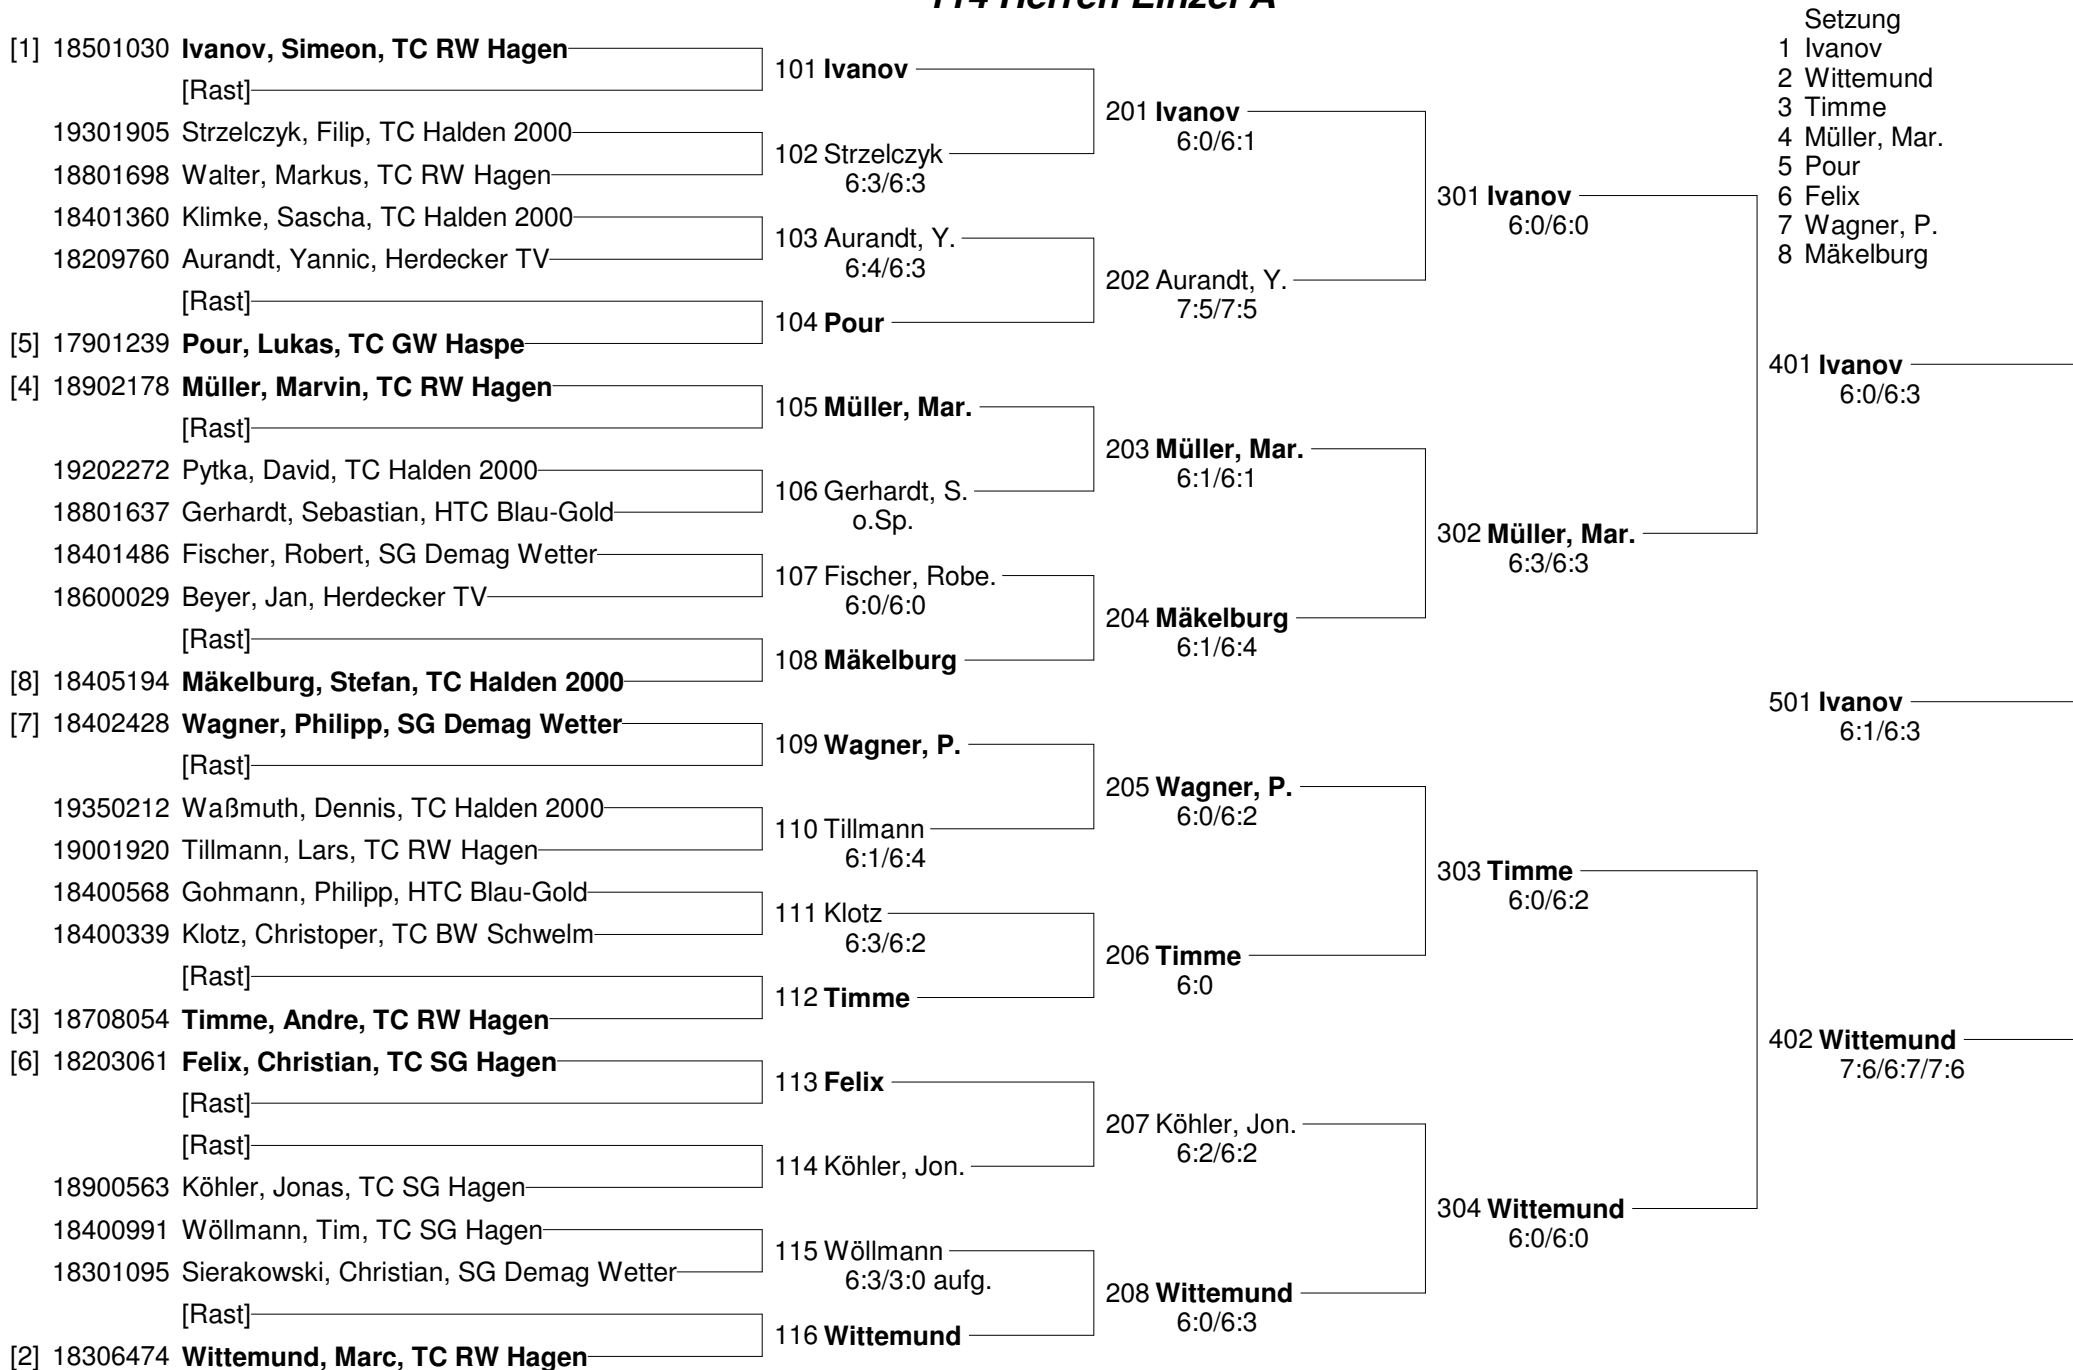 114 Herren Einzel A
Setzung
1 Ivanov
2 Wittemund
3 Timme
4 Müller, Mar.
5 Pour
6 Felix
7 Wagner, P.
8 Mäkelburg
[1] 18501030 Ivanov, Simeon, TC RW Hagen
[Rast]
19301905 Strzelczyk, Filip, TC Halden 2000
18801698 Walter, Markus, TC RW Hagen
18401360 Klimke, Sascha, TC Halden 2000
18209760 Aurandt, Yannic, Herdecker TV
[Rast]
[5] 17901239 Pour, Lukas, TC GW Haspe
[4] 18902178 Müller, Marvin, TC RW Hagen
[Rast]
19202272 Pytka, David, TC Halden 2000
18801637 Gerhardt, Sebastian, HTC Blau-Gold
18401486 Fischer, Robert, SG Demag Wetter
18600029 Beyer, Jan, Herdecker TV
[Rast]
[8] 18405194 Mäkelburg, Stefan, TC Halden 2000
[7] 18402428 Wagner, Philipp, SG Demag Wetter
[Rast]
19350212 Waßmuth, Dennis, TC Halden 2000
19001920 Tillmann, Lars, TC RW Hagen
18400568 Gohmann, Philipp, HTC Blau-Gold
18400339 Klotz, Christoper, TC BW Schwelm
[Rast]
[3] 18708054 Timme, Andre, TC RW Hagen
[6] 18203061 Felix, Christian, TC SG Hagen
[Rast]
[Rast]
18900563 Köhler, Jonas, TC SG Hagen
18400991 Wöllmann, Tim, TC SG Hagen
18301095 Sierakowski, Christian, SG Demag Wetter
[Rast]
[2] 18306474 Wittemund, Marc, TC RW Hagen
101 Ivanov
102 Strzelczyk
6:3/6:3
103 Aurandt, Y.
6:4/6:3
104 Pour
105 Müller, Mar.
106 Gerhardt, S.
o.Sp.
107 Fischer, Robe.
6:0/6:0
108 Mäkelburg
109 Wagner, P.
110 Tillmann
6:1/6:4
111 Klotz
6:3/6:2
112 Timme
113 Felix
114 Köhler, Jon.
115 Wöllmann
6:3/3:0 aufg.
116 Wittemund
201 Ivanov
6:0/6:1
202 Aurandt, Y.
7:5/7:5
203 Müller, Mar.
6:1/6:1
204 Mäkelburg
6:1/6:4
205 Wagner, P.
6:0/6:2
206 Timme
6:0
207 Köhler, Jon.
6:2/6:2
208 Wittemund
6:0/6:3
301 Ivanov
6:0/6:0
302 Müller, Mar.
6:3/6:3
303 Timme
6:0/6:2
304 Wittemund
6:0/6:0
401 Ivanov
6:0/6:3
501 Ivanov
6:1/6:3
402 Wittemund
7:6/6:7/7:6